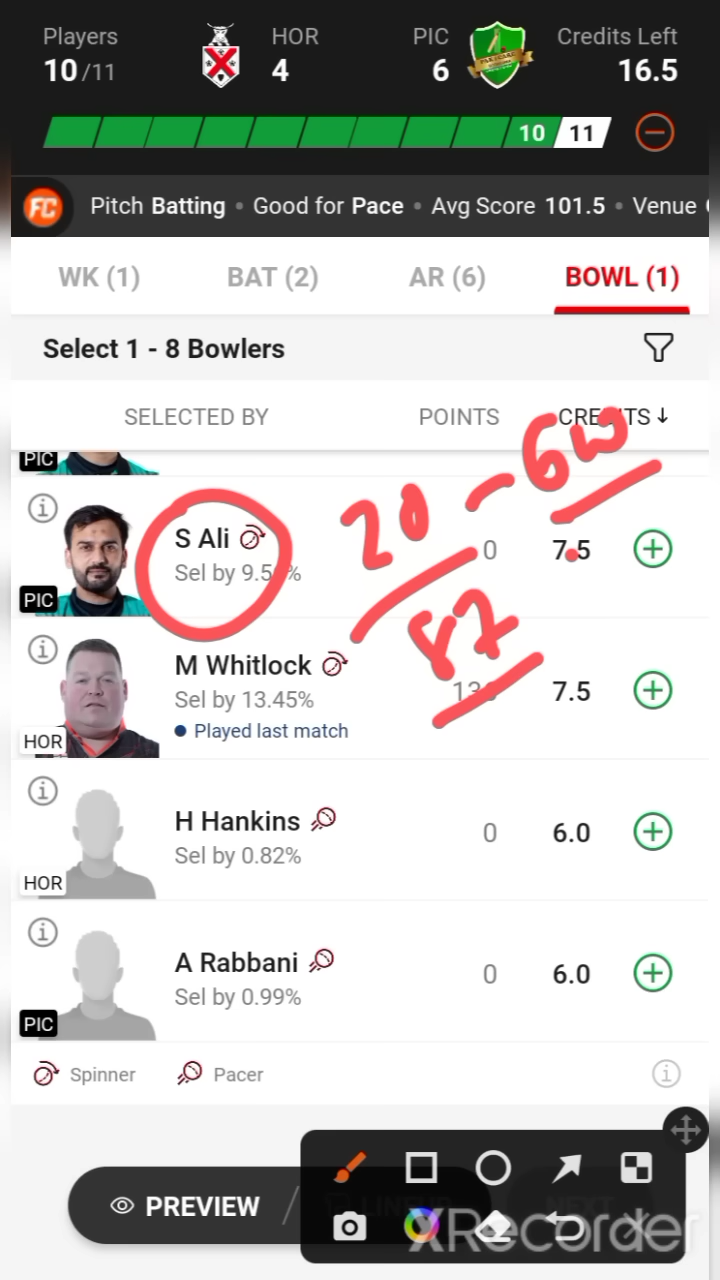 Players HOR PIC Credits Left
10/11 4 6 16.5
10 11
FC Pitch Batting • Good for Pace • Avg Score 101.5 • Venue
WK (1) BAT (2) AR (6) BOWL (1)
Select 1 - 8 Bowlers
SELECTED BY POINTS CREDITS ↓
PIC
20 - 6w
S Ali 0 7.5
Sel by 9.5 %
PIC
87
M Whitlock 7.5
Sel by 13.45%
Played last match
HOR
H Hankins 0 6.0
Sel by 0.82%
HOR
A Rabbani 0 6.0
Sel by 0.99%
PIC
Spinner Pacer
PREVIEW / LINEUP NEXT
XRecorder